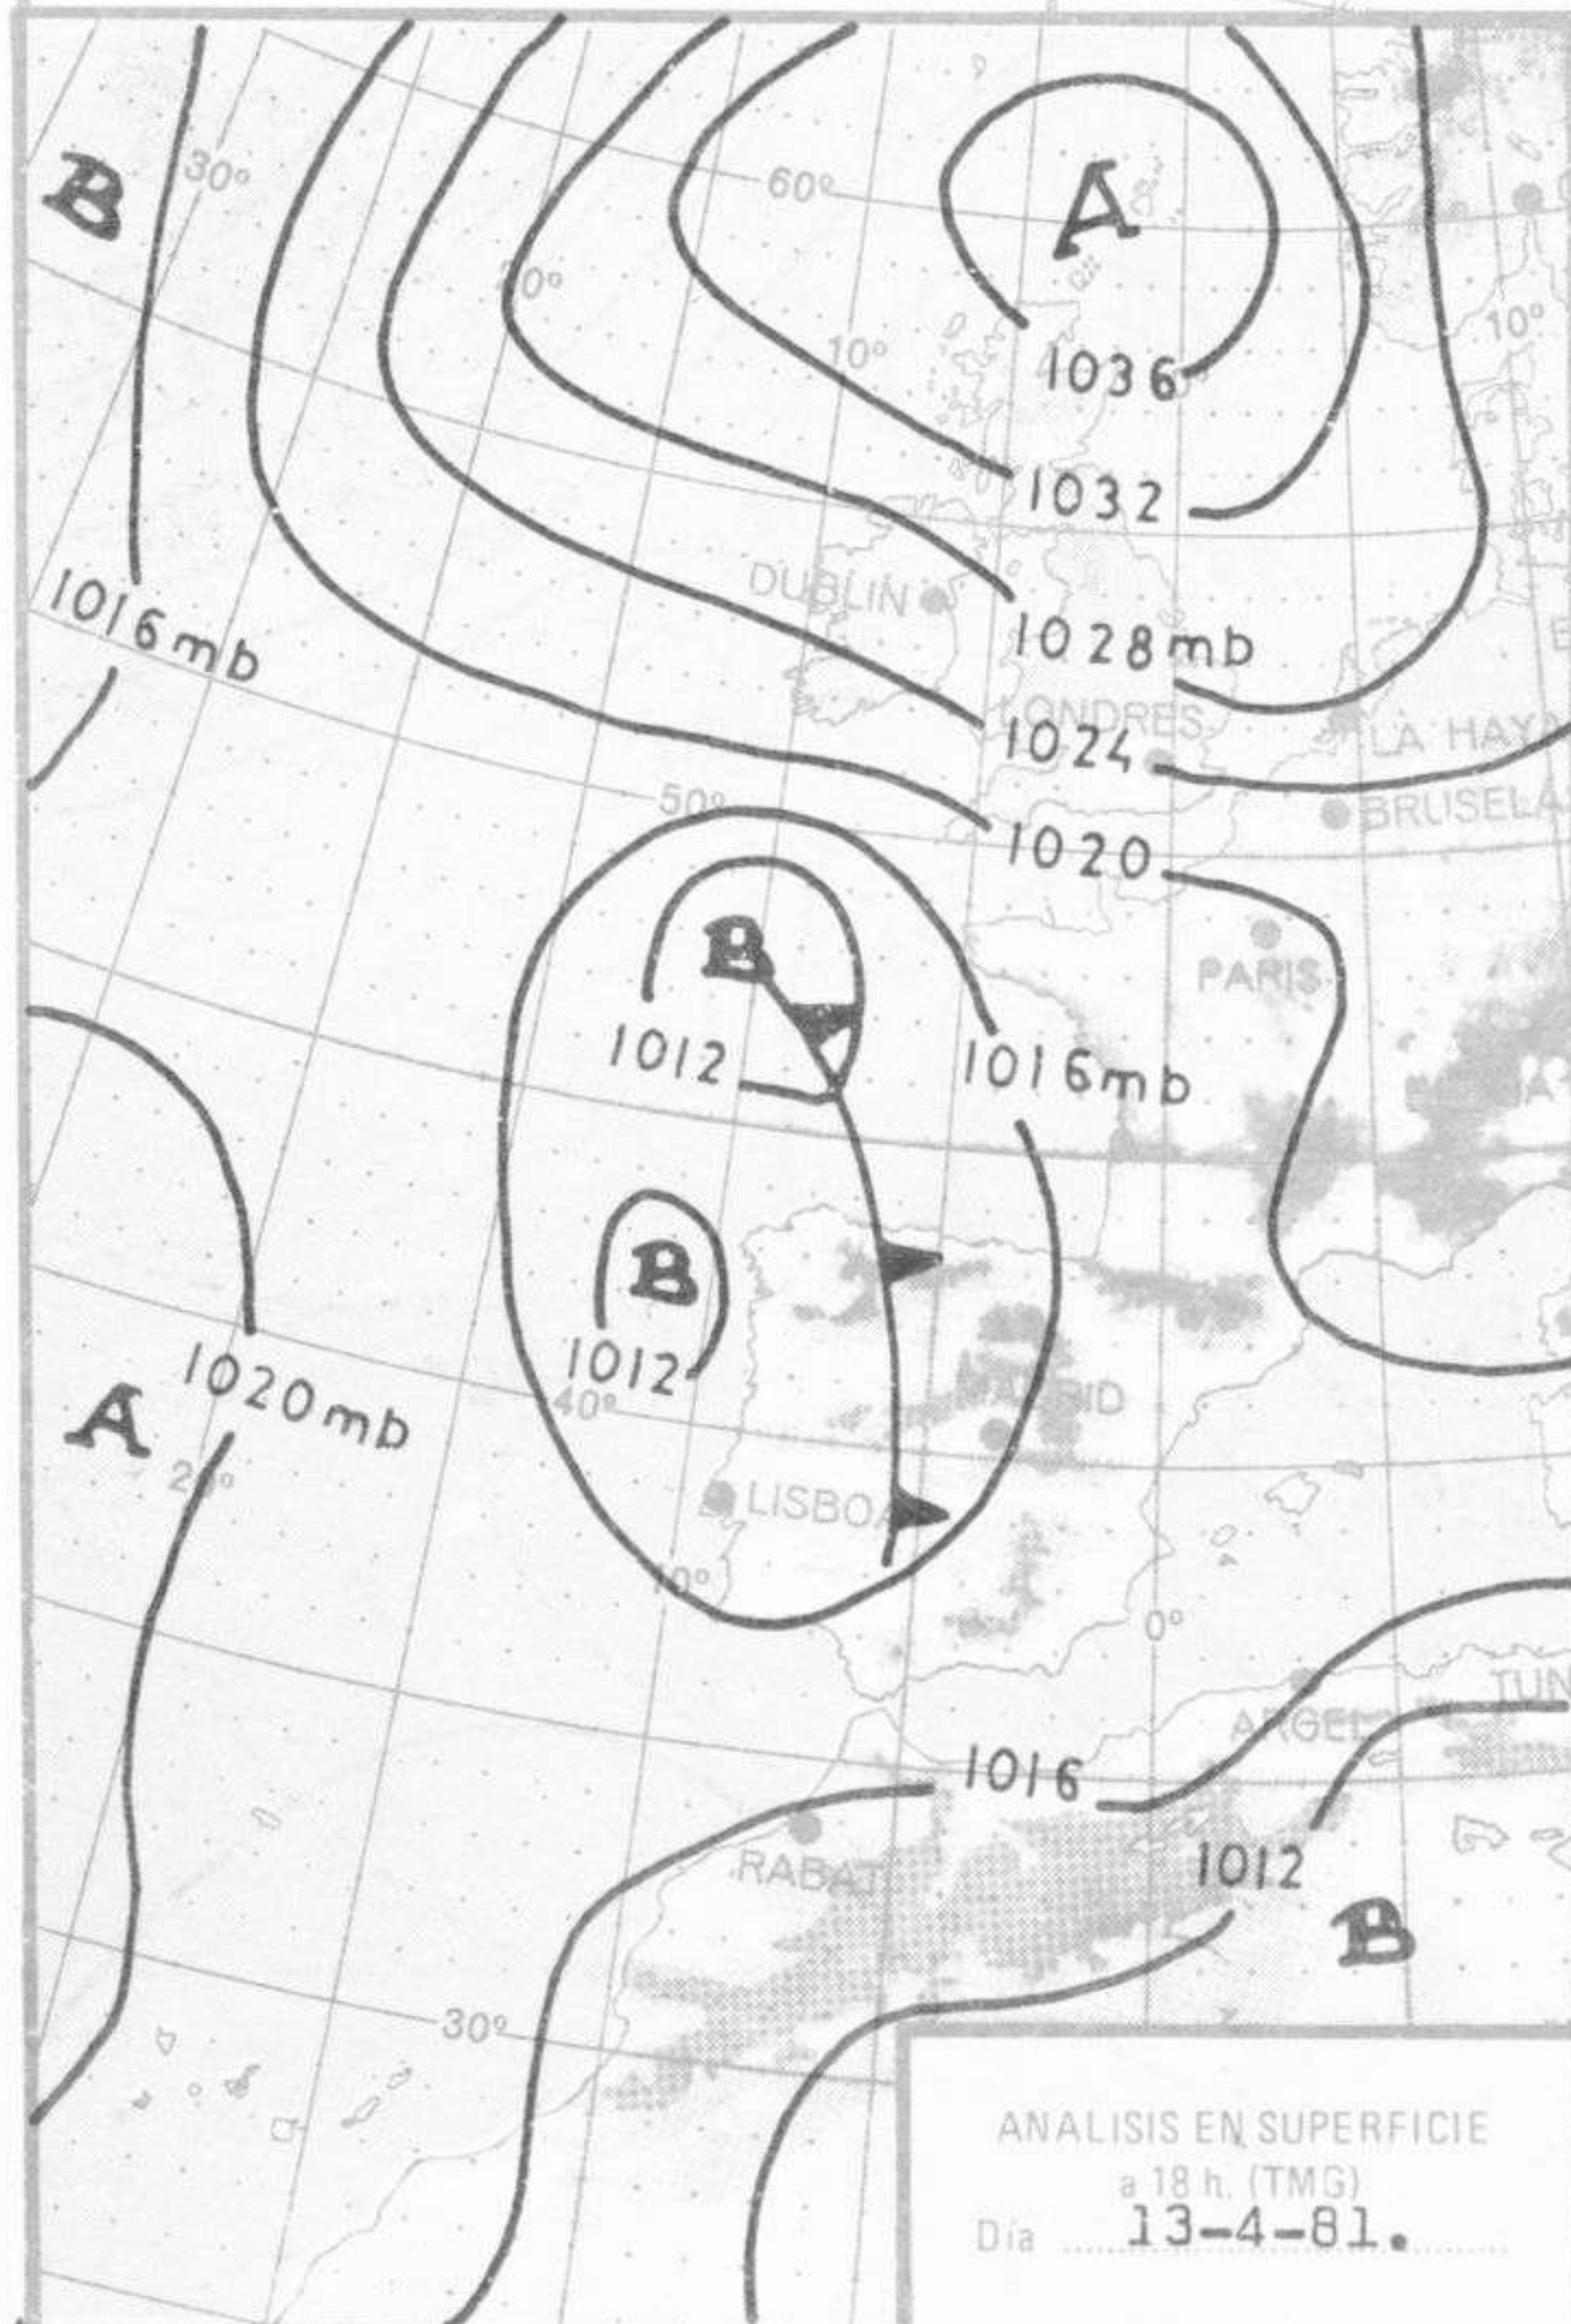 B
30°
60°
A
20°
10°
10°
1036
1032
DUBLIN
1016mb
1028mb
LONDRES
1024
LA HAYA
50°
BRUSELAS
1020
B
PARIS
1012
1016mb
B
1012
1020mb
40°
MADRID
A
20°
LISBOA
10°
0°
TUN
ARGEL
1016
1012
RABAT
B
30°
ANALISIS EN SUPERFICIE
a 18 h. (TMG)
Día 13-4-81.